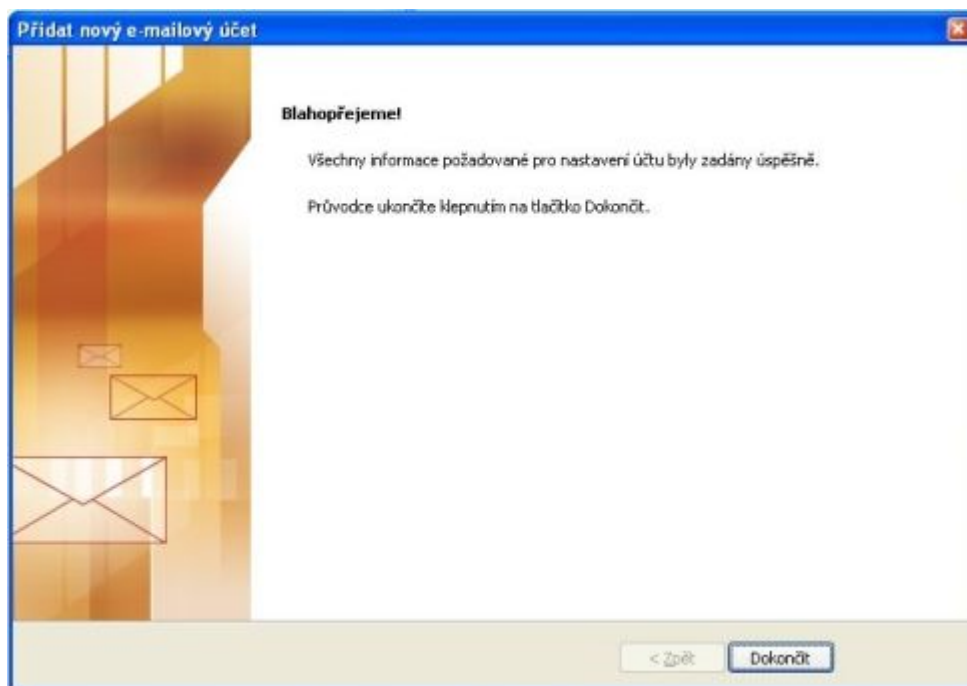 Přidat nový e-mailový účet
Blahopřejeme!
Všechny informace požadované pro nastavení účtu byly zadány úspěšně.
Průvodce ukončíte klepnutím na tlačítko Dokončit.
< Zpět
Dokončit